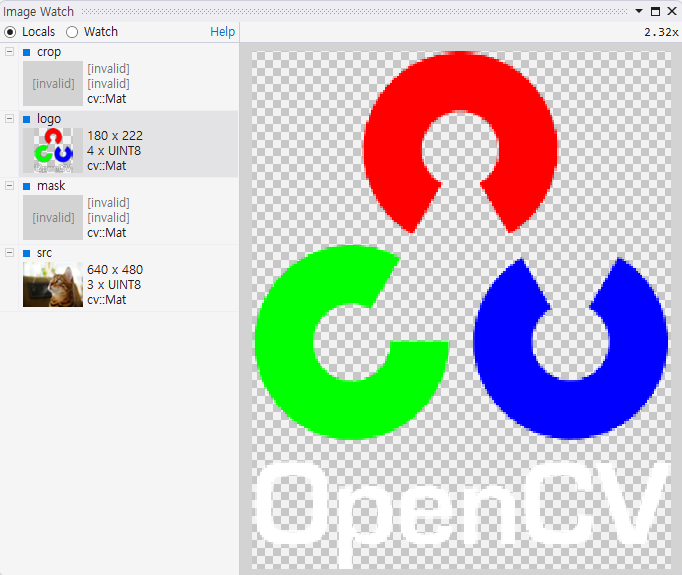 Image Watch
Locals Watch Help
2.32x
crop
[invalid]
[invalid]
[invalid]
cv::Mat
logo
180 x 222
4 x UINT8
cv::Mat
mask
[invalid]
[invalid]
[invalid]
cv::Mat
src
640 x 480
3 x UINT8
cv::Mat
OpenCV